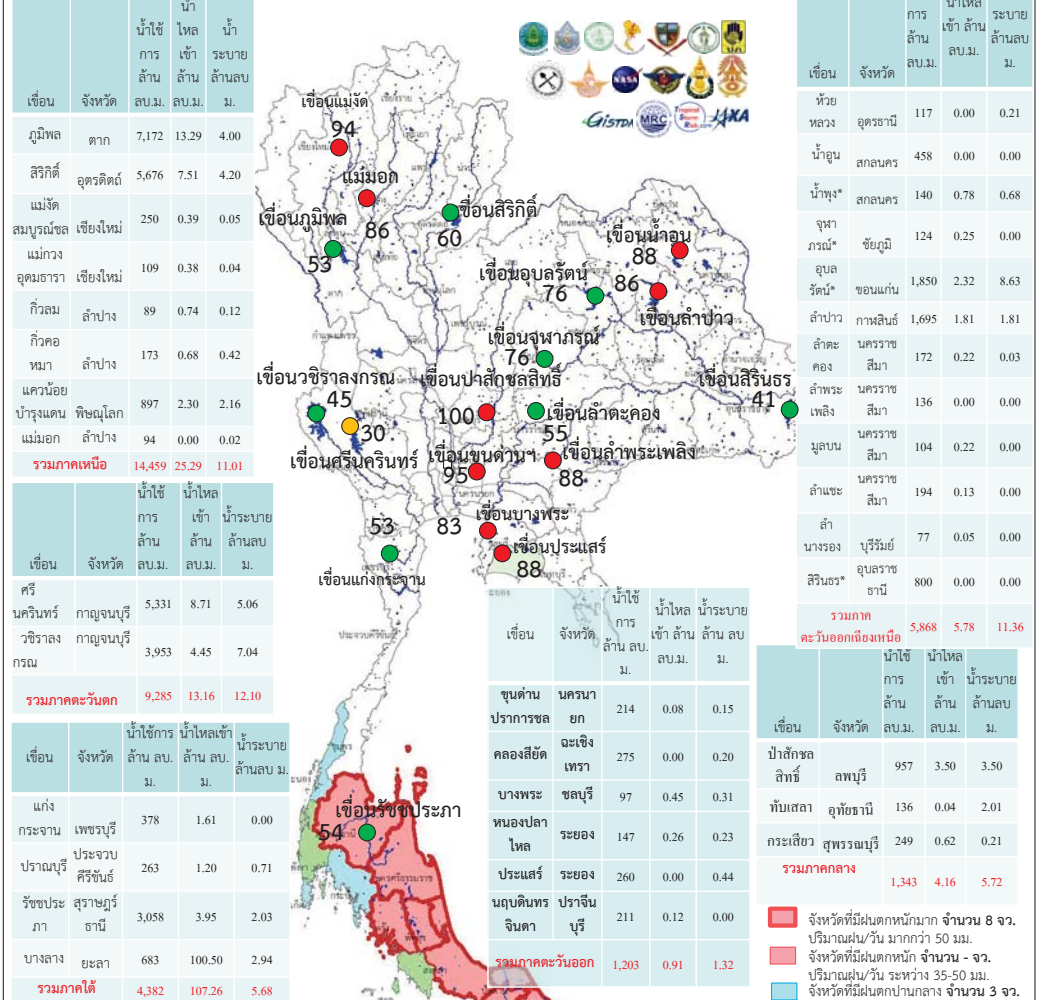 เขื่อน จังหวัด น้ำใช้การ ล้าน ลบ.ม. น้ำไหลเข้า ล้าน ลบ.ม. น้ำระบาย ล้านลบ ม.
ภูมิพล ตาก 7,172 13.29 4.00
สิริกิติ์ อุตรดิตถ์ 5,676 7.51 4.20
แม่งัดสมบูรณ์ชล เชียงใหม่ 250 0.39 0.05
แม่กวงอุดมธารา เชียงใหม่ 109 0.38 0.04
กิ่วลม ลำปาง 89 0.74 0.12
กิ่วคอหมา ลำปาง 173 0.68 0.42
แควน้อยบำรุงแดน พิษณุโลก 897 2.30 2.16
แม่มอก ลำปาง 94 0.00 0.02
รวมภาคเหนือ 14,459 25.29 11.01
เขื่อน จังหวัด น้ำใช้การ ล้าน ลบ.ม. น้ำไหลเข้า ล้าน ลบ.ม. น้ำระบาย ล้านลบ ม.
ศรีนครินทร์ กาญจนบุรี 5,331 8.71 5.06
วชิราลงกรณ กาญจนบุรี 3,953 4.45 7.04
รวมภาคตะวันตก 9,285 13.16 12.10
เขื่อน จังหวัด น้ำใช้การ ล้าน ลบ.ม. น้ำไหลเข้า ล้าน ลบ.ม. น้ำระบาย ล้านลบ ม.
แก่งกระจาน เพชรบุรี 378 1.61 0.00
ปราณบุรี ประจวบคีรีขันธ์ 263 1.20 0.71
รัชชประภา สุราษฎร์ธานี 3,058 3.95 2.03
บางลาง ยะลา 683 100.50 2.94
รวมภาคใต้ 4,382 107.26 5.68
GISTDA MRC Tropical Storm Risk.com JAXA
NASA
ปภ
เขื่อนแม่งัด
94
แม่มอก
86
เขื่อนภูมิพล
53
ขื่อนสิริกิติ์
60
เขื่อนน้ำอูน
88
เขื่อนอุบลรัตน์
76
86
เขื่อนลำปาว
เขื่อนจุฬาภรณ์
76
เขื่อนวชิราลงกรณ
45
30
เขื่อนศรีนครินทร์
เขื่อนป่าสักชลสิทธิ์
100
เขื่อนลำตะคอง
55
เขื่อนสิรินธร
41
เขื่อนขุนด่านฯ
95
เขื่อนลำพระเพลิง
88
53
เขื่อนแก่งกระจาน
83
เขื่อนบางพระ
เขื่อนประแสร์
88
ประจวบคีรีขันธ์
เขื่อนรัชชประภา
54
เขื่อน จังหวัด น้ำใช้การ ล้าน ลบ.ม. น้ำไหลเข้า ล้าน ลบ.ม. น้ำระบาย ล้าน ลบ ม.
ขุนด่านปราการชล นครนายก 214 0.08 0.15
คลองสียัด ฉะเชิงเทรา 275 0.00 0.20
บางพระ ชลบุรี 97 0.45 0.31
หนองปลาไหล ระยอง 147 0.26 0.23
ประแสร์ ระยอง 260 0.00 0.44
นฤบดินทรจินดา ปราจีนบุรี 211 0.12 0.00
รวมภาคตะวันออก 1,203 0.91 1.32
เขื่อน จังหวัด การ ล้าน ลบ.ม. น้ำไหลเข้า ล้าน ลบ.ม. ระบาย ล้านลบ ม.
ห้วยหลวง อุดรธานี 117 0.00 0.21
น้ำอูน สกลนคร 458 0.00 0.00
น้ำพุง* สกลนคร 140 0.78 0.68
จุฬาภรณ์* ชัยภูมิ 124 0.25 0.00
อุบลรัตน์* ขอนแก่น 1,850 2.32 8.63
ลำปาว กาฬสินธุ์ 1,695 1.81 1.81
ลำตะคอง นครราชสีมา 172 0.22 0.03
ลำพระเพลิง นครราชสีมา 136 0.00 0.00
มูลบน นครราชสีมา 104 0.22 0.00
ลำแชะ นครราชสีมา 194 0.13 0.00
ลำนางรอง บุรีรัมย์ 77 0.05 0.00
สิรินธร* อุบลราชธานี 800 0.00 0.00
รวมภาคตะวันออกเฉียงเหนือ 5,868 5.78 11.36
เขื่อน จังหวัด น้ำใช้การ ล้าน ลบ.ม. น้ำไหลเข้า ล้าน ลบ.ม. น้ำระบาย ล้านลบ ม.
ป่าสักชลสิทธิ์ ลพบุรี 957 3.50 3.50
ทับเสลา อุทัยธานี 136 0.04 2.01
กระเสียว สุพรรณบุรี 249 0.62 0.21
รวมภาคกลาง 1,343 4.16 5.72
จังหวัดที่มีฝนตกหนักมาก จำนวน 8 จว.
ปริมาณฝน/วัน มากกว่า 50 มม.
จังหวัดที่มีฝนตกหนัก จำนวน - จว.
ปริมาณฝน/วัน ระหว่าง 35-50 มม.
จังหวัดที่มีฝนตกปานกลาง จำนวน 3 จว.